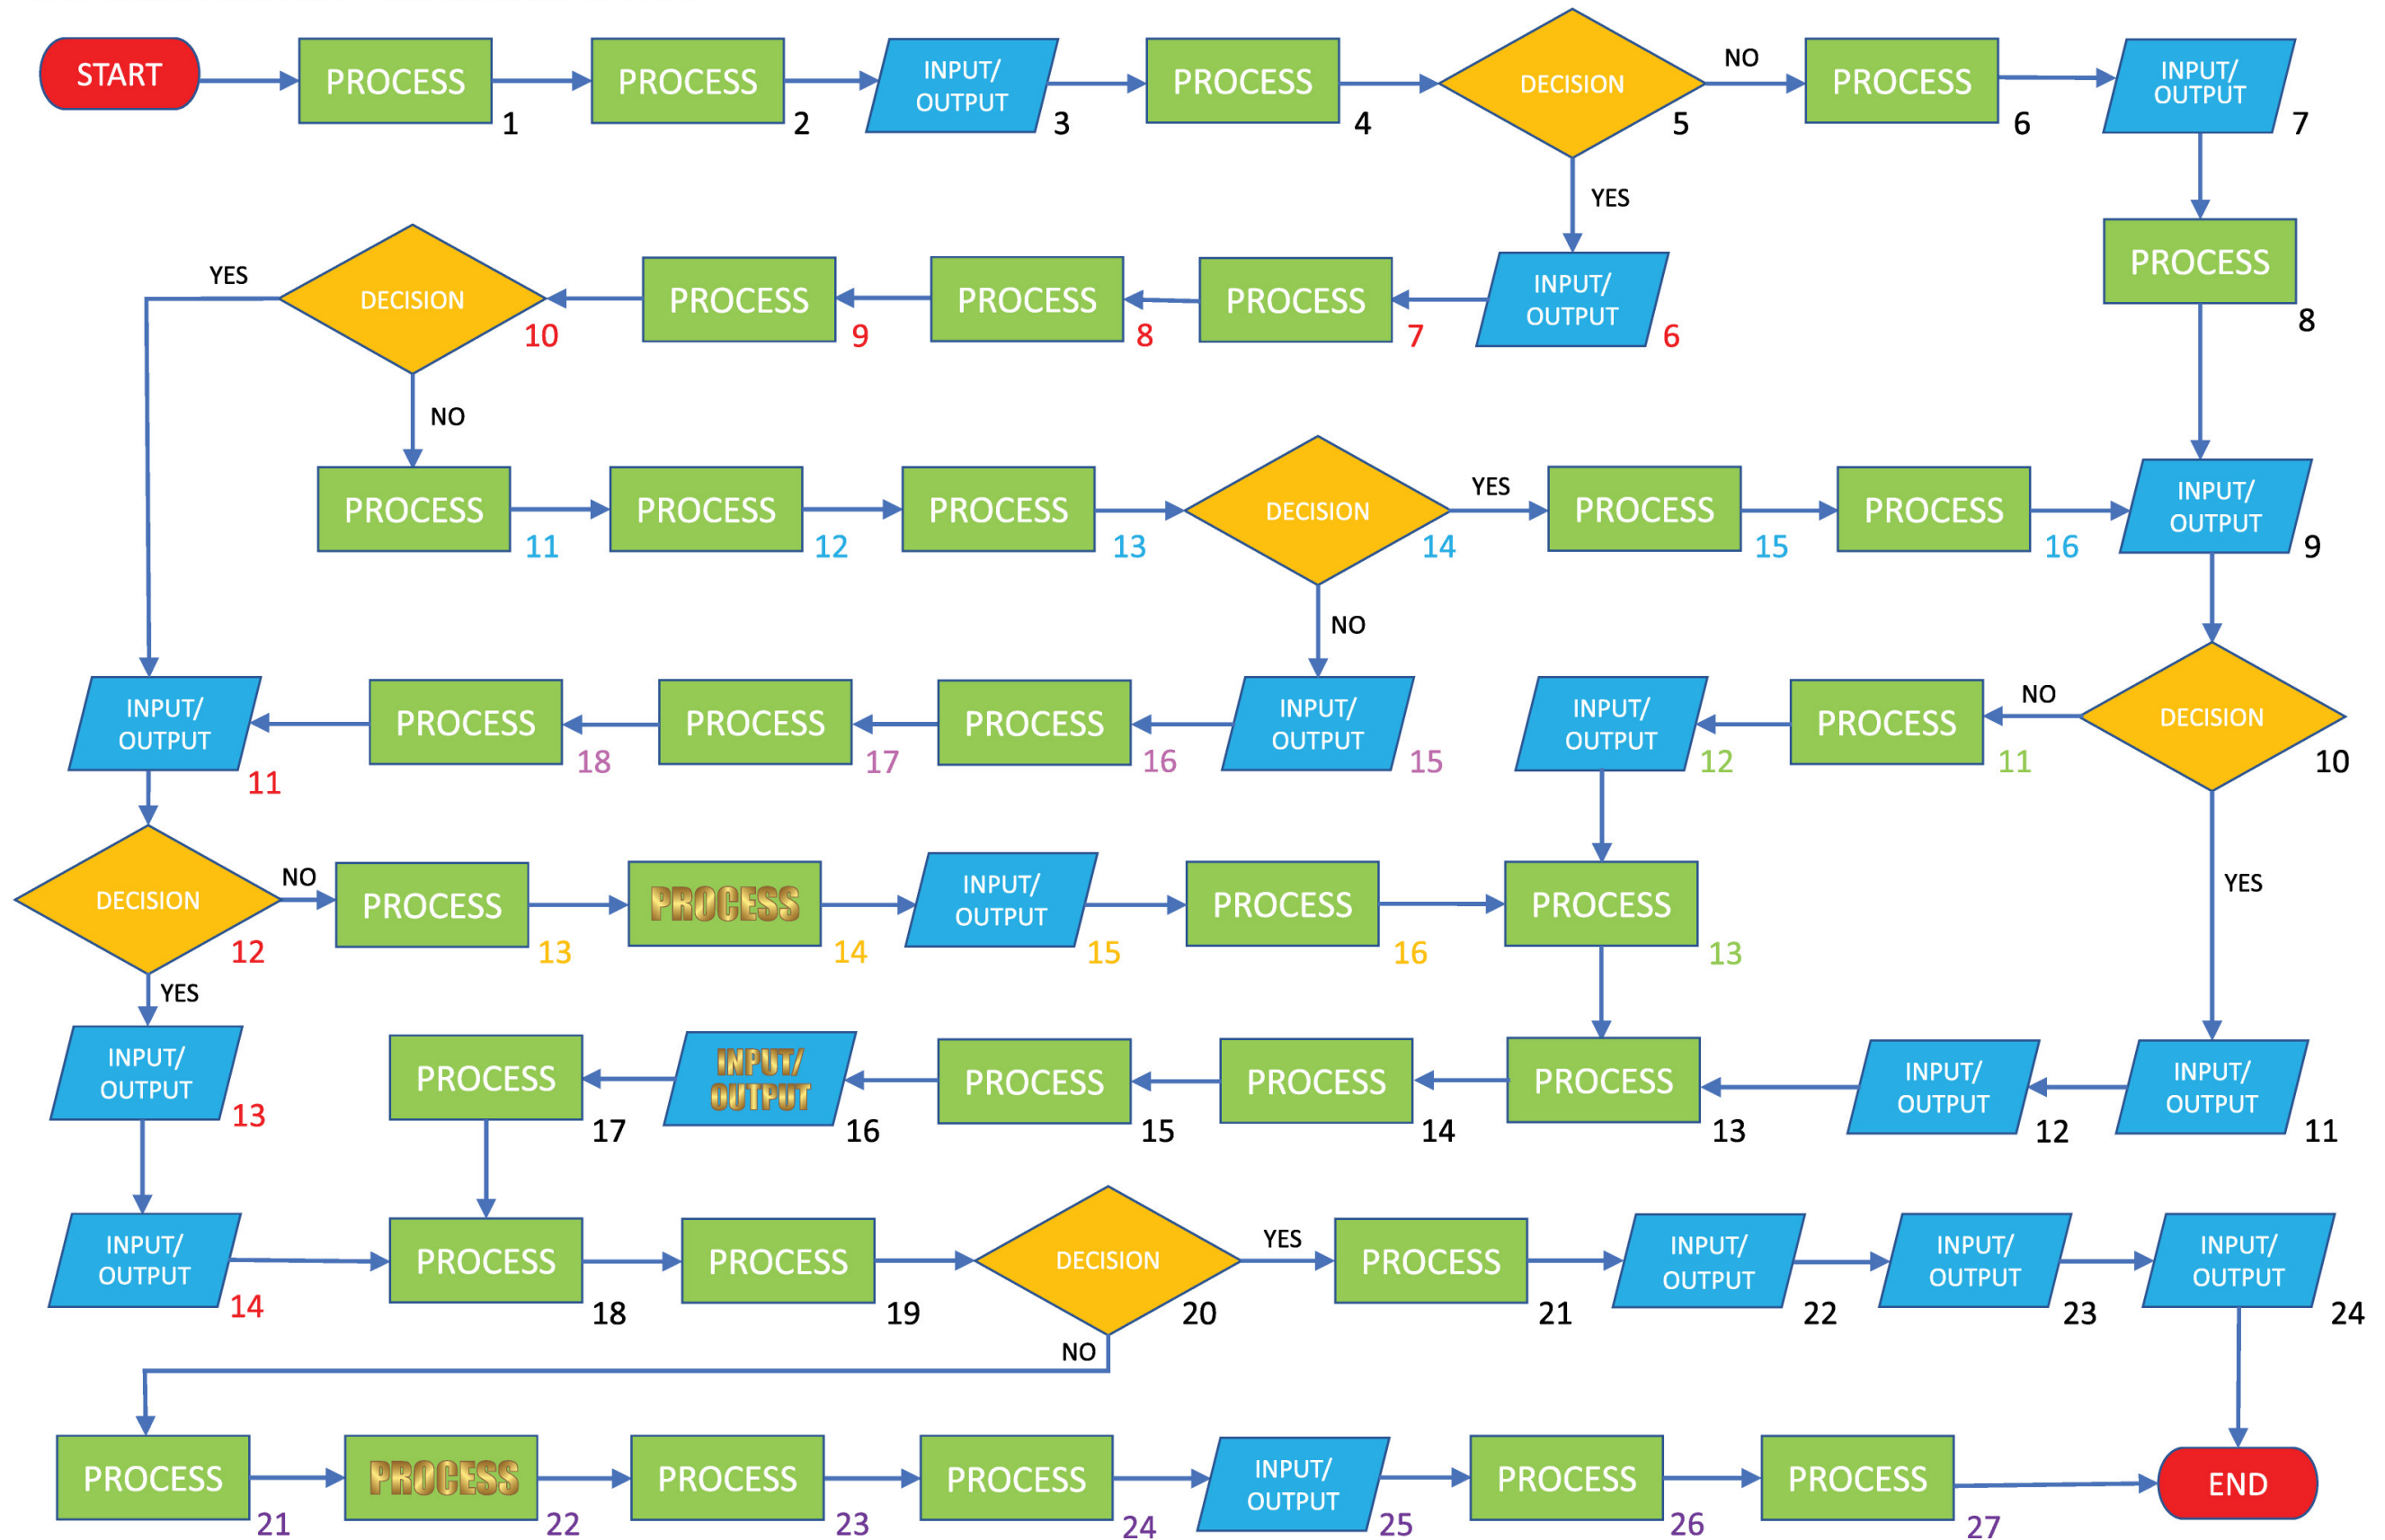 START
PROCESS
1
PROCESS
2
INPUT/
OUTPUT
3
PROCESS
4
DECISION
5
NO
PROCESS
6
INPUT/
OUTPUT
7
YES
PROCESS
8
YES
DECISION
10
PROCESS
9
PROCESS
8
PROCESS
7
INPUT/
OUTPUT
6
NO
PROCESS
11
PROCESS
12
PROCESS
13
DECISION
14
YES
PROCESS
15
PROCESS
16
INPUT/
OUTPUT
9
NO
INPUT/
OUTPUT
11
PROCESS
18
PROCESS
17
PROCESS
16
INPUT/
OUTPUT
15
INPUT/
OUTPUT
12
PROCESS
11
NO
DECISION
10
DECISION
12
NO
PROCESS
13
PROCESS
14
INPUT/
OUTPUT
15
PROCESS
16
PROCESS
13
YES
YES
INPUT/
OUTPUT
13
PROCESS
17
INPUT/
OUTPUT
16
PROCESS
15
PROCESS
14
PROCESS
13
INPUT/
OUTPUT
12
INPUT/
OUTPUT
11
INPUT/
OUTPUT
14
PROCESS
18
PROCESS
19
DECISION
20
YES
PROCESS
21
INPUT/
OUTPUT
22
INPUT/
OUTPUT
23
INPUT/
OUTPUT
24
NO
PROCESS
21
PROCESS
22
PROCESS
23
PROCESS
24
INPUT/
OUTPUT
25
PROCESS
26
PROCESS
27
END